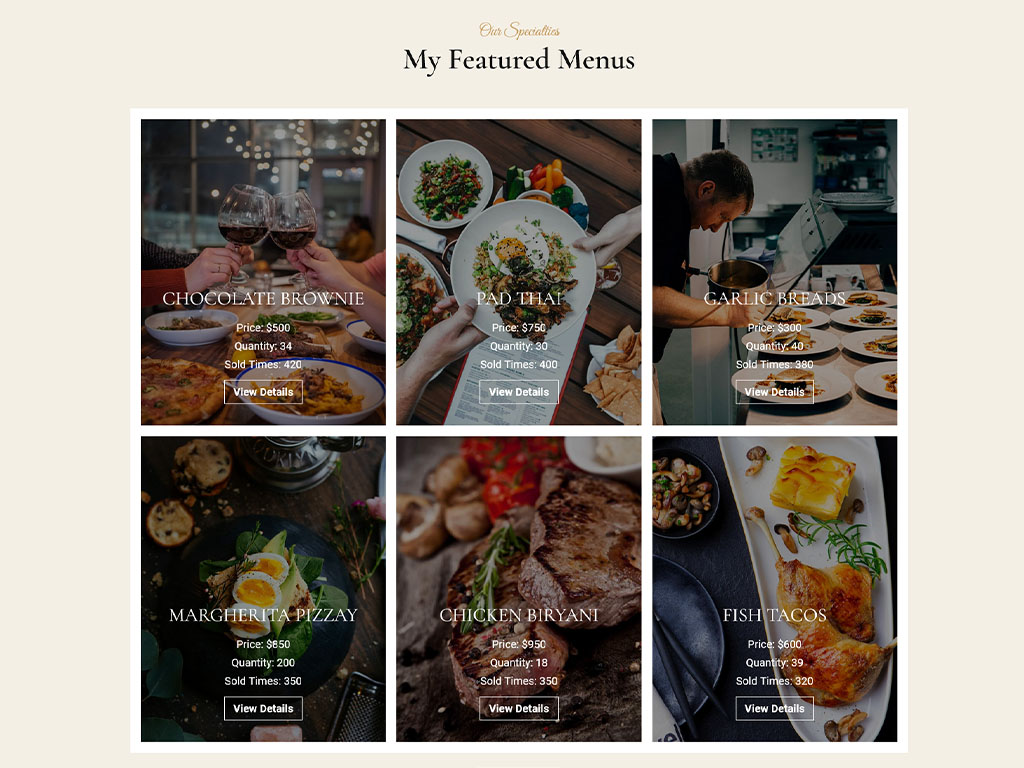 Our Specialties
My Featured Menus
CHOCOLATE BROWNIE
Price: $500
Quantity: 34
Sold Times: 420
View Details
PAD THAI
Price: $750
Quantity: 30
Sold Times: 400
View Details
GARLIC BREADS
Price: $300
Quantity: 40
Sold Times: 380
View Details
MARGHERITA PIZZAY
Price: $850
Quantity: 200
Sold Times: 350
View Details
CHICKEN BIRYANI
Price: $950
Quantity: 18
Sold Times: 350
View Details
FISH TACOS
Price: $600
Quantity: 39
Sold Times: 320
View Details